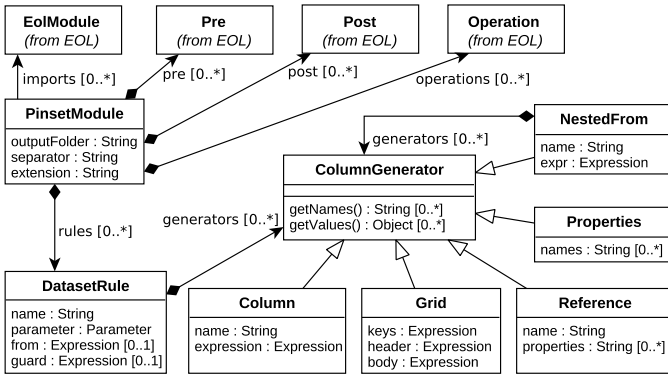 EolModule
(from EOL)
Pre
(from EOL)
Post
(from EOL)
Operation
(from EOL)
imports [0..*]
pre [0..*]
post [0..*]
operations [0..*]
PinsetModule
outputFolder : String
separator : String
extension : String
generators [0..*]
NestedFrom
name : String
expr : Expression
ColumnGenerator
getNames() : String [0..*]
getValues() : Object [0..*]
rules [0..*]
generators [0..*]
Properties
names : String [0..*]
DatasetRule
name : String
parameter : Parameter
from : Expression [0..1]
guard : Expression [0..1]
Column
name : String
expression : Expression
Grid
keys : Expression
header : Expression
body : Expression
Reference
name : String
properties : String [0..*]